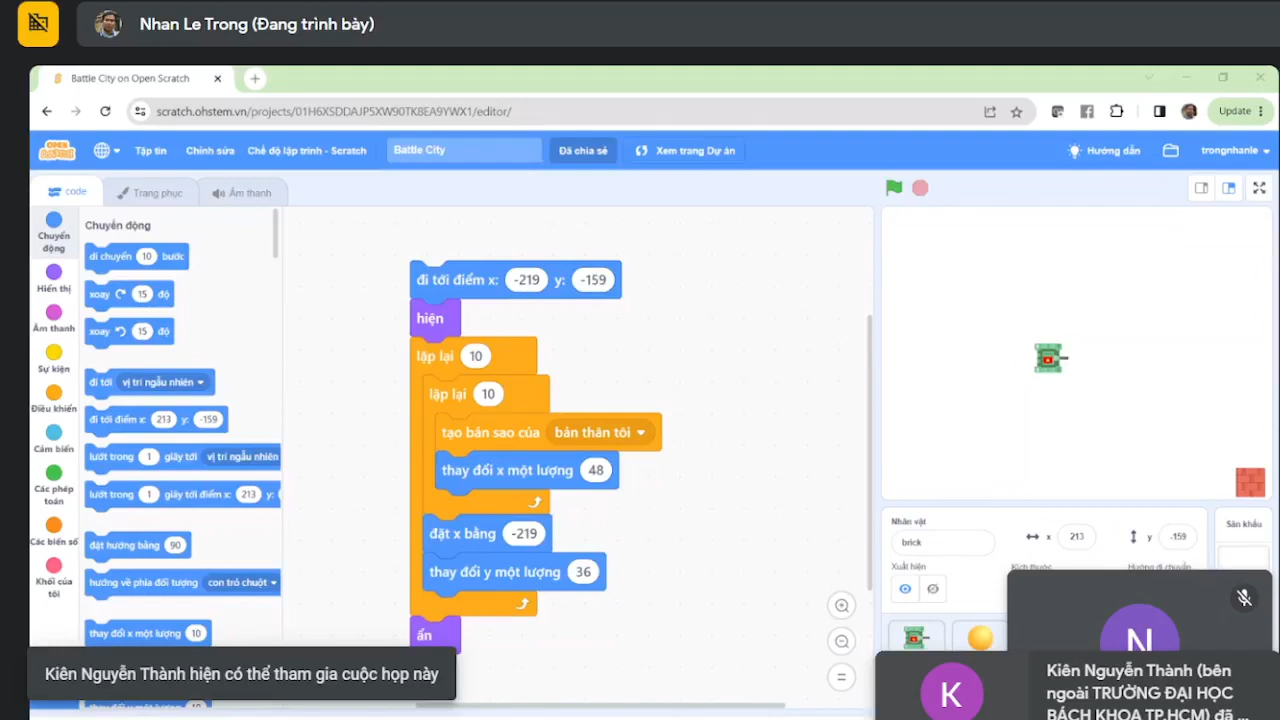 Nhan Le Trong (Đang trình bày)
Battle City on Open Scratch
scratch.ohstem.vn/projects/01H6XSDDAJP5XW90TK8EA9YWX1/editor/
Update
Tập tin
Chỉnh sửa
Chế độ lập trình - Scratch
Battle City
Đã chia sẻ
Xem trang Dự án
Hướng dẫn
trongnhanle
code
Trang phục
Âm thanh
Chuyển động
Hiển thị
Âm thanh
Sự kiện
Điều khiển
Cảm biến
Các phép toán
Các biến số
Khối của tôi
Chuyển động
di chuyển 10 bước
xoay 15 độ
xoay 15 độ
đi tới vị trí ngẫu nhiên
đi tới điểm x: 213 y: -159
lướt trong 1 giây tới vị trí ngẫu nhiên
lướt trong 1 giây tới điểm x: 213 y:
đặt hướng bằng 90
hướng về phía đối tượng con trỏ chuột
thay đổi x một lượng 10
đi tới điểm x: -219 y: -159
hiện
lặp lại 10
lặp lại 10
tạo bản sao của bản thân tôi
thay đổi x một lượng 48
đặt x bằng -219
thay đổi y một lượng 36
ẩn
Nhân vật
brick
x 213
y -159
Xuất hiện
Kích thước
Hướng di chuyển
Sân khấu
Kiên Nguyễn Thành hiện có thể tham gia cuộc họp này
N
K
Kiên Nguyễn Thành (bên
ngoài TRƯỜNG ĐẠI HỌC
BÁCH KHOA TP.HCM) đã ...